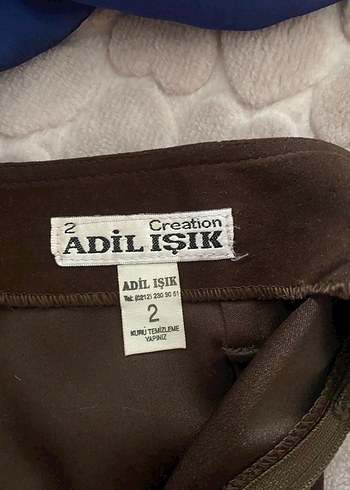 2 Creation
ADİL IŞIK
ADİL IŞIK
Tel: (0212) 230 90 61
2
KURU TEMİZLEME
YAPINIZ